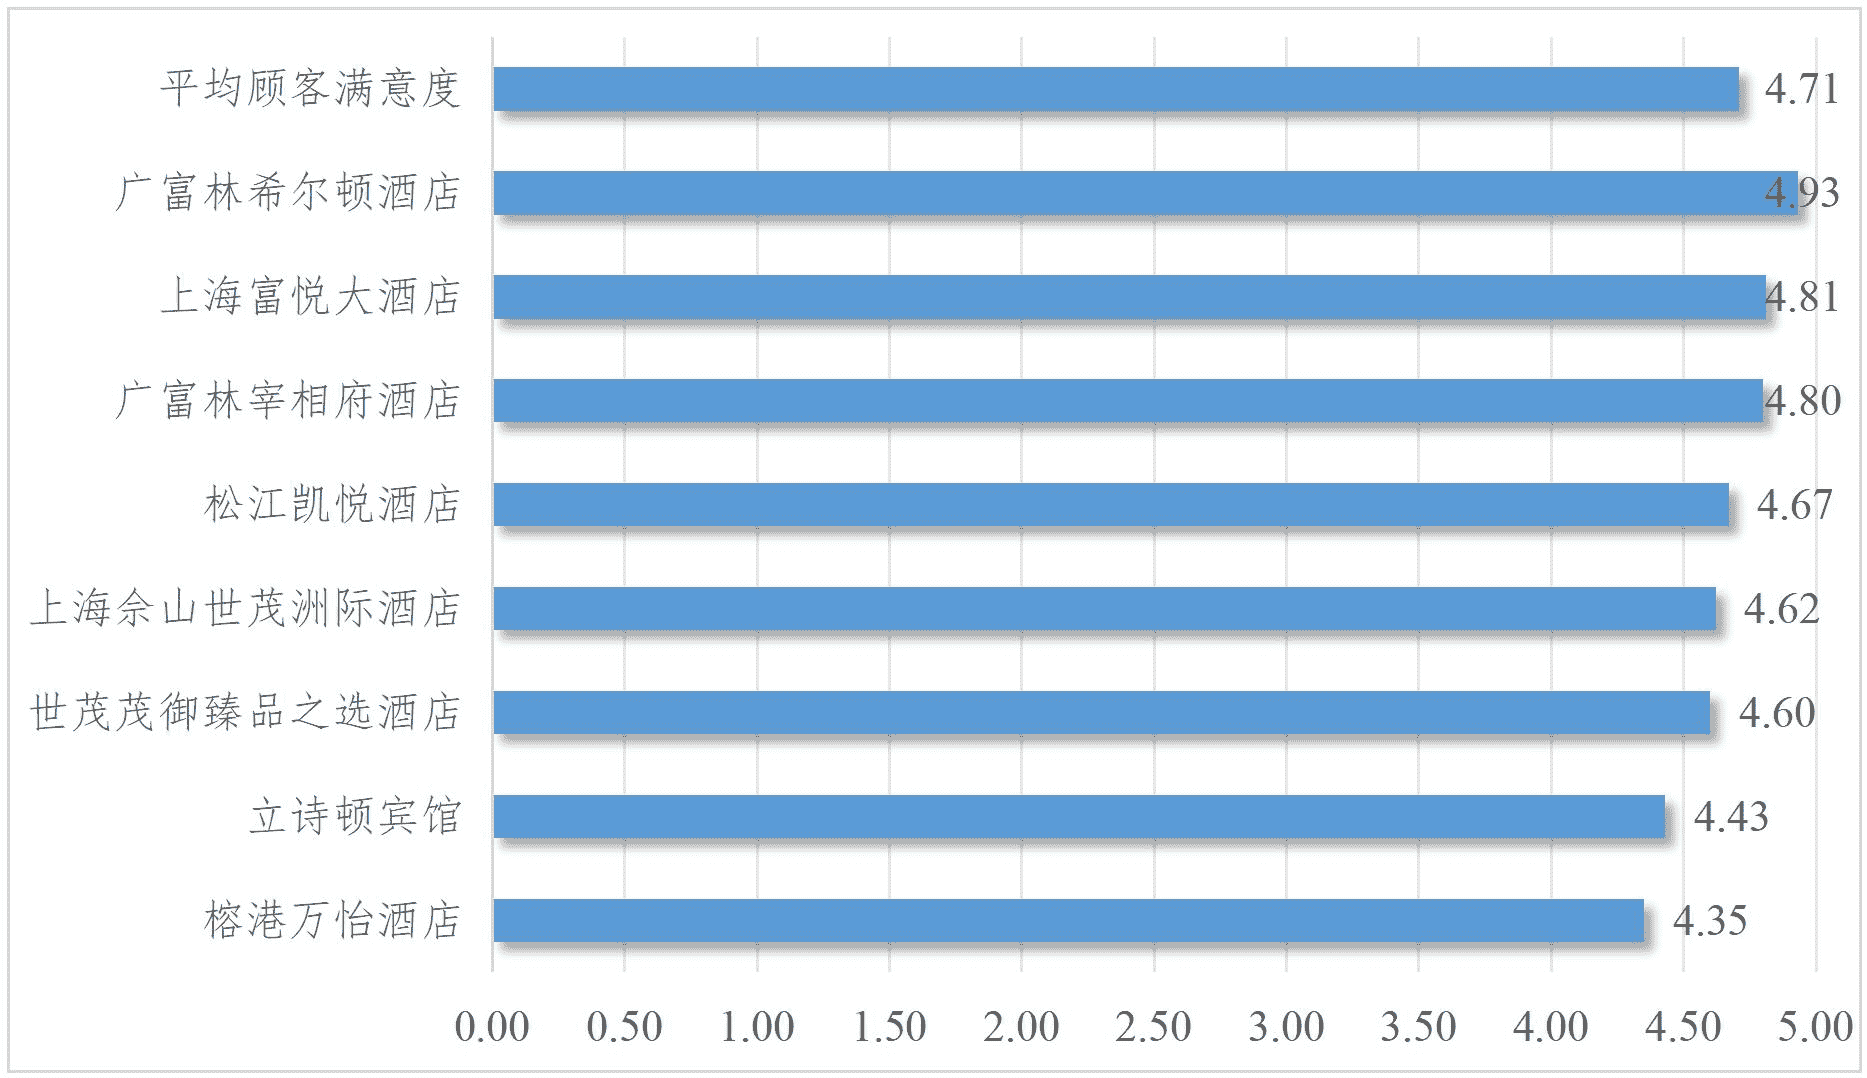 平均顾客满意度 4.71
广富林希尔顿酒店 4.93
上海富悦大酒店 4.81
广富林宰相府酒店 4.80
松江凯悦酒店 4.67
上海佘山世茂洲际酒店 4.62
世茂茂御臻品之选酒店 4.60
立诗顿宾馆 4.43
榕港万怡酒店 4.35
0.00 0.50 1.00 1.50 2.00 2.50 3.00 3.50 4.00 4.50 5.00